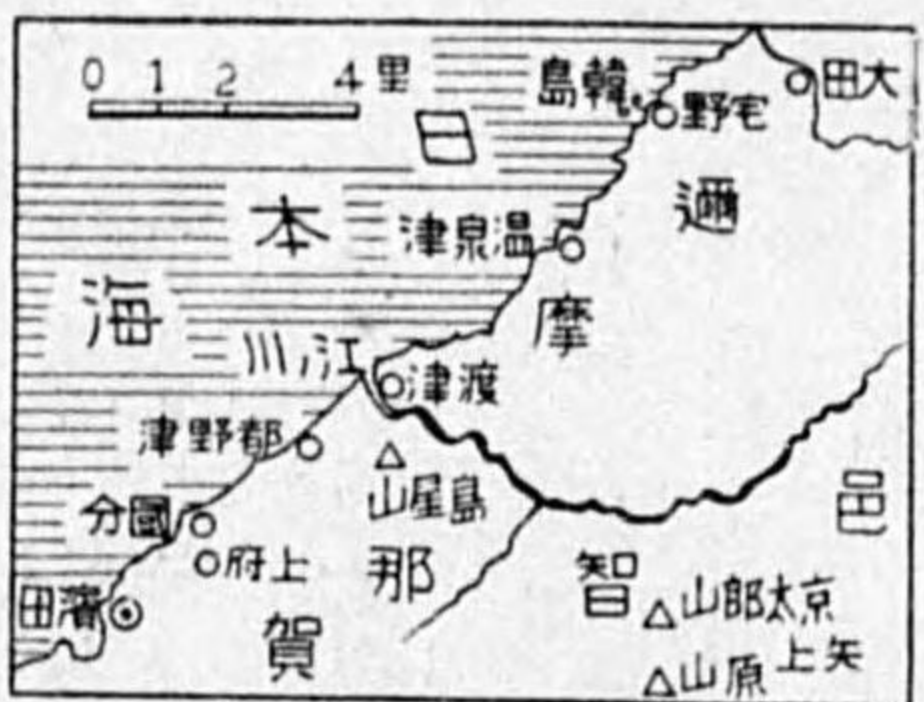 0 1 2 4 里
日本海
韓島
宅野
大田
邇摩
温泉津
江ノ川
渡津
都野津
島星山
國分
上府
那賀
濱田
邑智
京太郎山
矢上原山